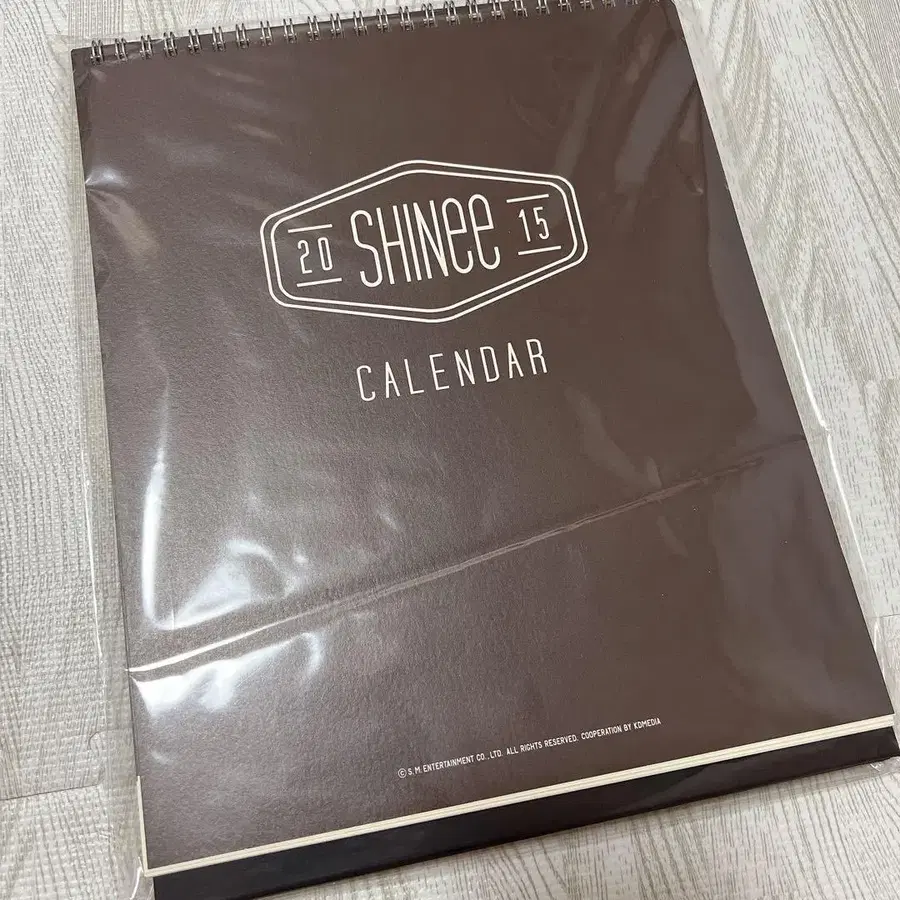 20 SHINee 15
CALENDAR
© S.M. ENTERTAINMENT CO., LTD. ALL RIGHTS RESERVED. COOPERATION BY KDMEDIA